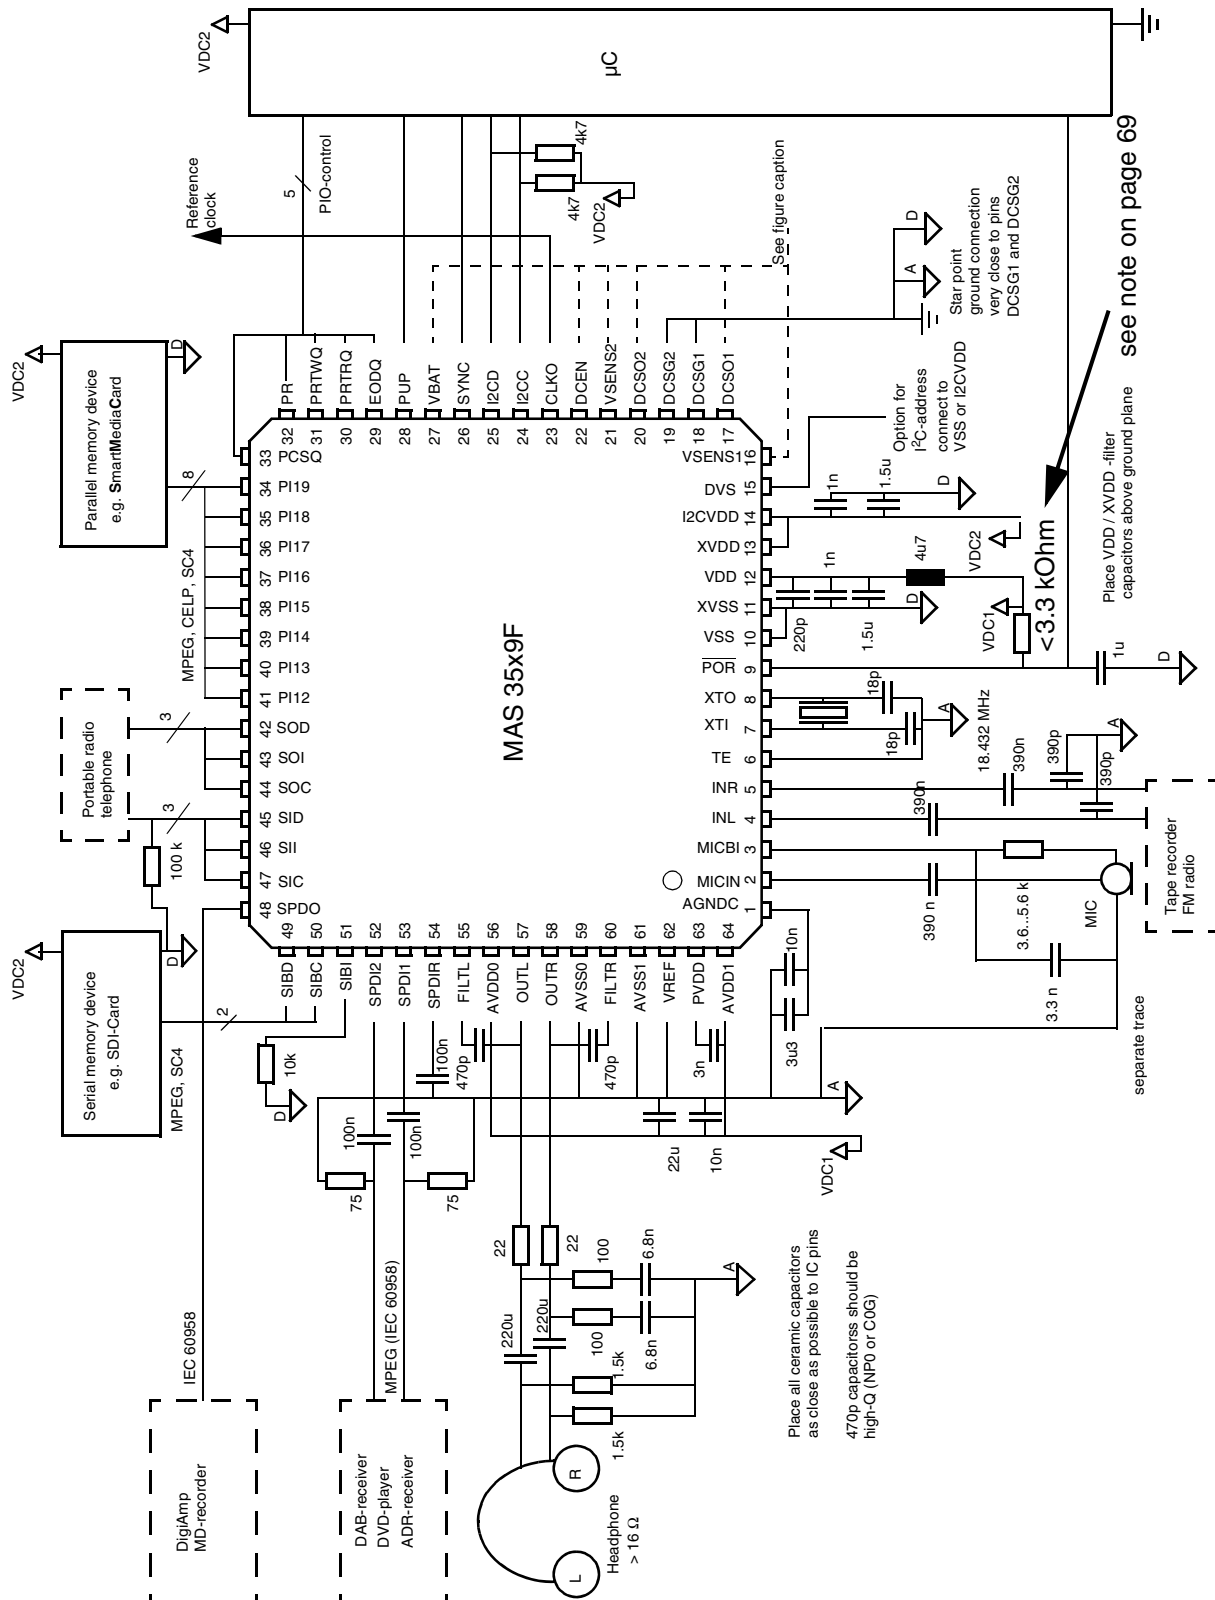 VDC2
µC
Reference
clock
5
PIO-control
4k7
4k7
VDC2
See figure caption
VDC2
Parallel memory device
e.g. SmartMediaCard
D
8
MPEG, CELP, SC4
PR
PRTWQ
PRTRQ
EODQ
PUP
VBAT
SYNC
I2CD
I2CC
CLKO
DCEN
VSENS2
DCSO2
DCSG2
DCSG1
DCSO1
32
31
30
29
28
27
26
25
24
23
22
21
20
19
18
17
D
A
Star point
ground connection
very close to pins
DCSG1 and DCSG2
see note on page 69
Option for
I2C-address
connect to
VSS or I2CVDD
33 PCSQ
34 PI19
35 PI18
36 PI17
37 PI16
38 PI15
39 PI14
40 PI13
41 PI12
42 SOD
43 SOI
44 SOC
45 SID
46 SII
47 SIC
48 SPDO
MAS 35x9F
VSENS1 16
DVS 15
I2CVDD 14
XVDD 13
VDD 12
XVSS 11
VSS 10
POR 9
XTO 8
XTI 7
TE 6
INR 5
INL 4
MICBI 3
MICIN 2
AGNDC 1
1n
1.5u
D
VDC2
4u7
1n
220p
1.5u
D
VDC1
<3.3 kOhm
Place VDD / XVDD -filter
capacitors above ground plane
1u
D
18p
18p
A
18.432 MHz
390n
390p
A
390p
390n
390 n
3.6...5.6 k
MIC
3.3 n
separate trace
Tape recorder
FM radio
Portable radio
telephone
3
3
100 k
D
VDC2
Serial memory device
e.g. SDI-Card
2
MPEG, SC4
49
50
51
52
53
54
55
56
57
58
59
60
61
62
63
64
SIBD
SIBC
SIBI
SPDI2
SPDI1
SPDIR
FILTL
AVDD0
OUTL
OUTR
AVSS0
FILTR
AVSS1
VREF
PVDD
AVDD1
10n
3u3
10k
D
100n
470p
470p
3n
100n
100n
75
75
22u
10n
A
VDC1
22
22
100
6.8n
A
100
6.8n
220u
220u
1.5k
1.5k
IEC 60958
MPEG (IEC 60958)
DigiAmp
MD-recorder
DAB-receiver
DVD-player
ADR-receiver
L
R
Headphone
> 16 Ω
Place all ceramic capacitors
as close as possible to IC pins
470p capacitorss should be
high-Q (NP0 or C0G)